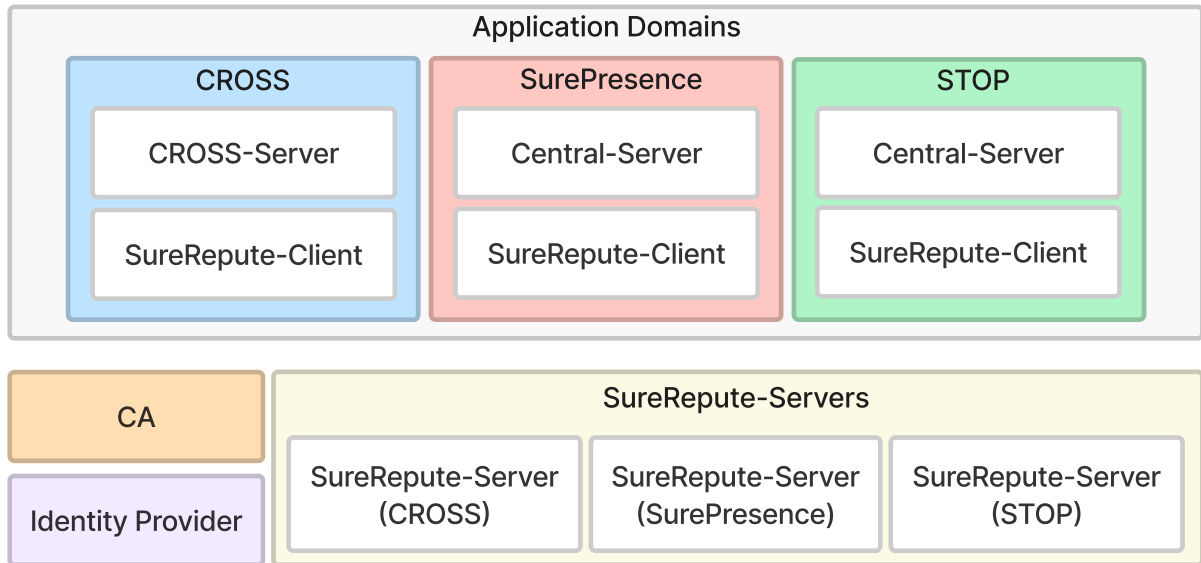 Application Domains
CROSS
CROSS-Server
SureRepute-Client
SurePresence
Central-Server
SureRepute-Client
STOP
Central-Server
SureRepute-Client
CA
Identity Provider
SureRepute-Servers
SureRepute-Server
(CROSS)
SureRepute-Server
(SurePresence)
SureRepute-Server
(STOP)